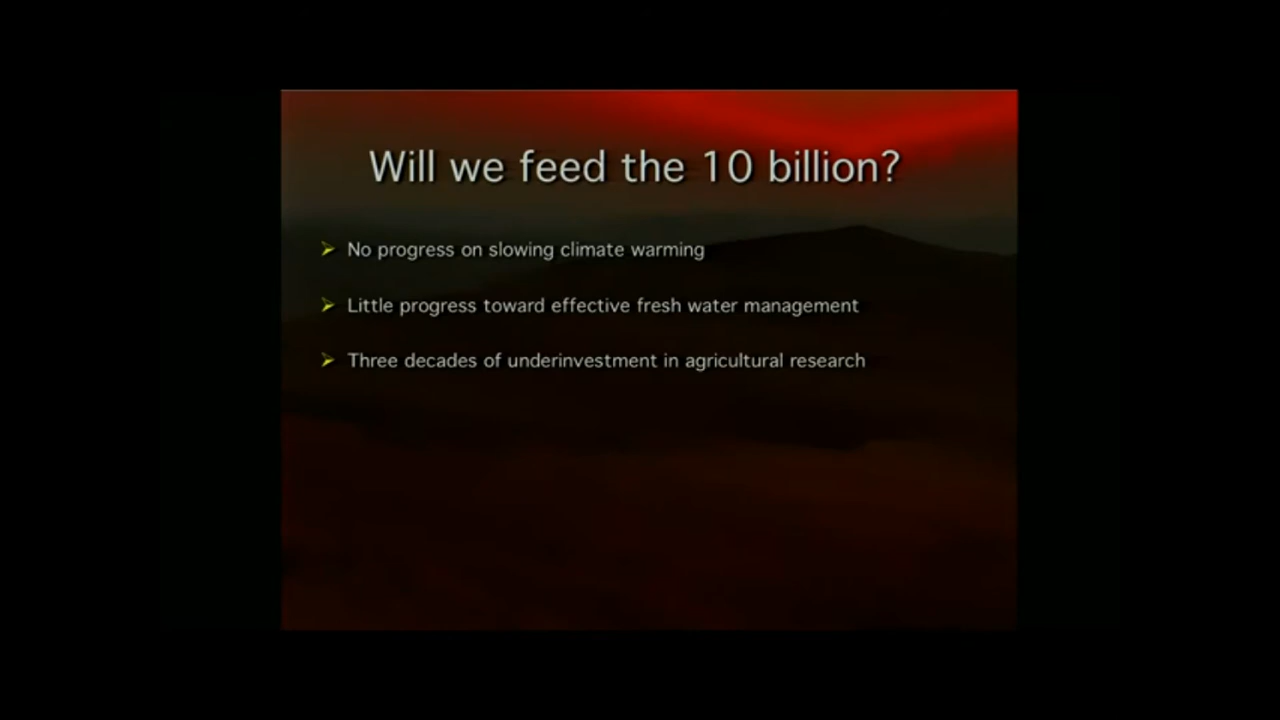 Will we feed the 10 billion?
No progress on slowing climate warming
Little progress toward effective fresh water management
Three decades of underinvestment in agricultural research